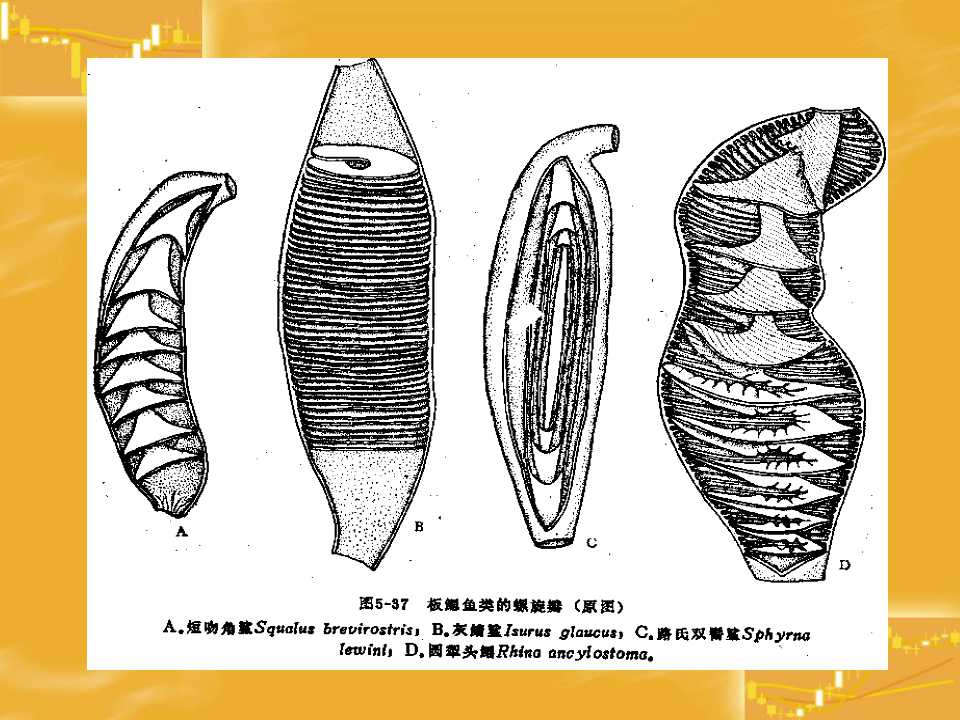 A
B
C
D
图5-37 板鳃鱼类的螺旋瓣（原图）
A.短吻角鲨Squalus brevirostris; B.灰鲭鲨Isurus glaucus; C.路氏双髻鲨Sphyrna
lewini; D.圆犁头鳐Rhina ancylostoma.